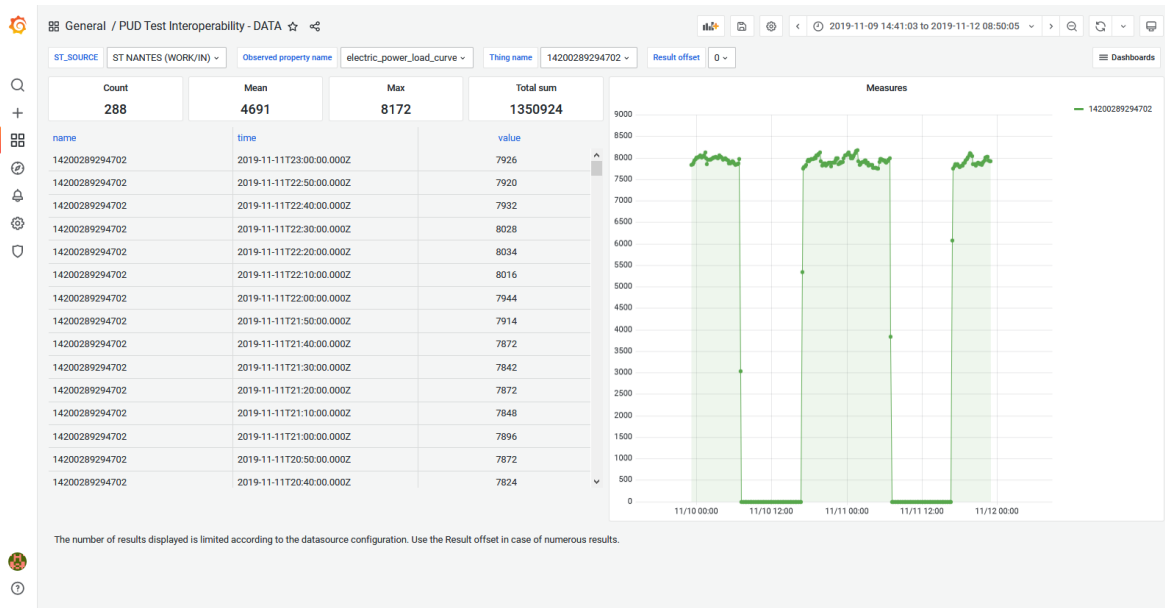 General / PUD Test Interoperability - DATA
2019-11-09 14:41:03 to 2019-11-12 08:50:05
ST_SOURCE ST NANTES (WORK/IN) Observed property name electric_power_load_curve Thing name 14200289294702 Result offset 0 Dashboards
Count Mean Max Total sum
288 4691 8172 1350924
name time value
14200289294702 2019-11-11T23:00:00.000Z 7926
14200289294702 2019-11-11T22:50:00.000Z 7920
14200289294702 2019-11-11T22:40:00.000Z 7932
14200289294702 2019-11-11T22:30:00.000Z 8028
14200289294702 2019-11-11T22:20:00.000Z 8034
14200289294702 2019-11-11T22:10:00.000Z 8016
14200289294702 2019-11-11T22:00:00.000Z 7944
14200289294702 2019-11-11T21:50:00.000Z 7914
14200289294702 2019-11-11T21:40:00.000Z 7872
14200289294702 2019-11-11T21:30:00.000Z 7842
14200289294702 2019-11-11T21:20:00.000Z 7872
14200289294702 2019-11-11T21:10:00.000Z 7848
14200289294702 2019-11-11T21:00:00.000Z 7896
14200289294702 2019-11-11T20:50:00.000Z 7872
14200289294702 2019-11-11T20:40:00.000Z 7824
Measures
14200289294702
9000
8500
8000
7500
7000
6500
6000
5500
5000
4500
4000
3500
3000
2500
2000
1500
1000
500
0
11/10 00:00 11/10 12:00 11/11 00:00 11/11 12:00 11/12 00:00
The number of results displayed is limited according to the datasource configuration. Use the Result offset in case of numerous results.